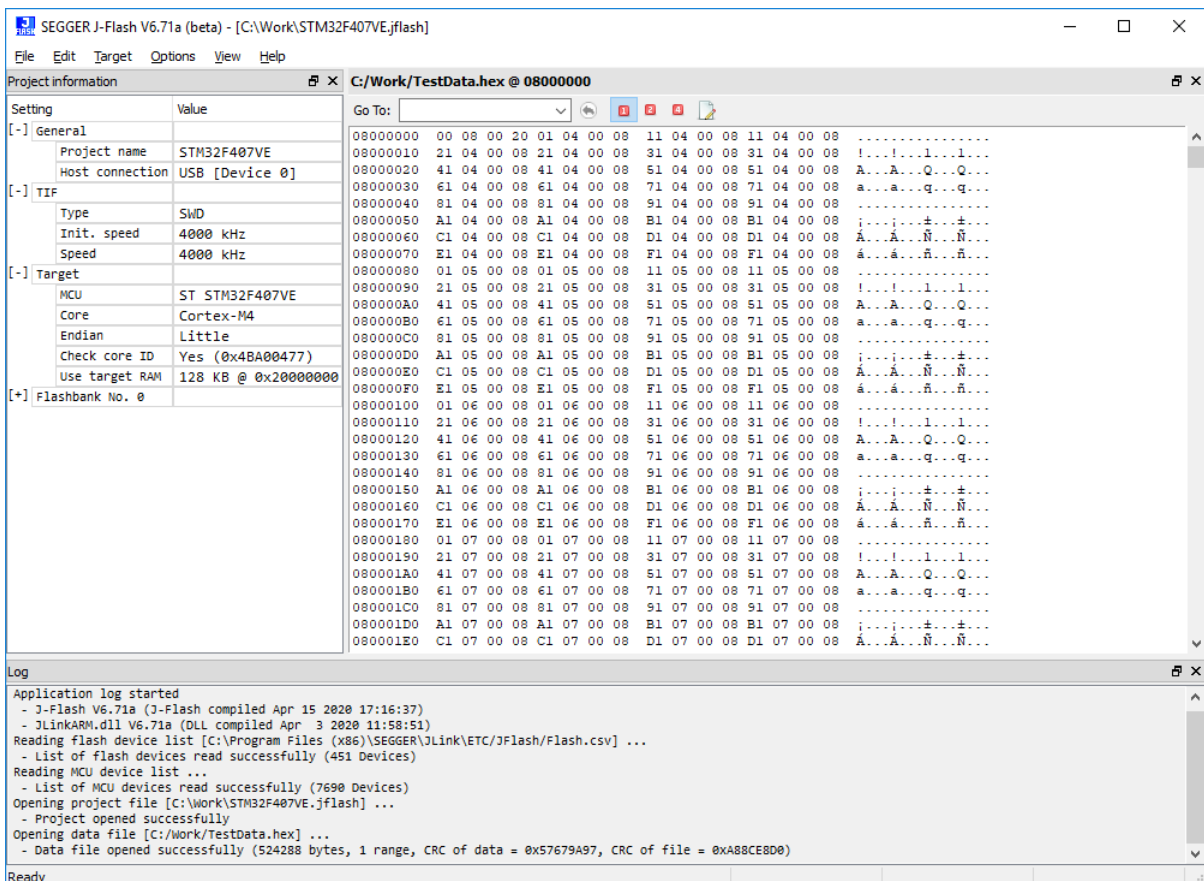 SEGGER J-Flash V6.71a (beta) - [C:\Work\STM32F407VE.jflash]
File Edit Target Options View Help
Project information
C:/Work/TestData.hex @ 08000000
Setting Value
Go To:
1 2 4
[-] General
Project name STM32F407VE
Host connection USB [Device 0]
[-] TIF
Type SWD
Init. speed 4000 kHz
Speed 4000 kHz
[-] Target
MCU ST STM32F407VE
Core Cortex-M4
Endian Little
Check core ID Yes (0x4BA00477)
Use target RAM 128 KB @ 0x20000000
[+] Flashbank No. 0
08000000 00 08 00 20 01 04 00 08 11 04 00 08 11 04 00 08 ................
08000010 21 04 00 08 21 04 00 08 31 04 00 08 31 04 00 08 !...!...1...1...
08000020 41 04 00 08 41 04 00 08 51 04 00 08 51 04 00 08 A...A...Q...Q...
08000030 61 04 00 08 61 04 00 08 71 04 00 08 71 04 00 08 a...a...q...q...
08000040 81 04 00 08 81 04 00 08 91 04 00 08 91 04 00 08 ................
08000050 A1 04 00 08 A1 04 00 08 B1 04 00 08 B1 04 00 08 ¡...¡...±...±...
08000060 C1 04 00 08 C1 04 00 08 D1 04 00 08 D1 04 00 08 Á...Á...Ñ...Ñ...
08000070 E1 04 00 08 E1 04 00 08 F1 04 00 08 F1 04 00 08 á...á...ñ...ñ...
08000080 01 05 00 08 01 05 00 08 11 05 00 08 11 05 00 08 ................
08000090 21 05 00 08 21 05 00 08 31 05 00 08 31 05 00 08 !...!...1...1...
080000A0 41 05 00 08 41 05 00 08 51 05 00 08 51 05 00 08 A...A...Q...Q...
080000B0 61 05 00 08 61 05 00 08 71 05 00 08 71 05 00 08 a...a...q...q...
080000C0 81 05 00 08 81 05 00 08 91 05 00 08 91 05 00 08 ................
080000D0 A1 05 00 08 A1 05 00 08 B1 05 00 08 B1 05 00 08 ¡...¡...±...±...
080000E0 C1 05 00 08 C1 05 00 08 D1 05 00 08 D1 05 00 08 Á...Á...Ñ...Ñ...
080000F0 E1 05 00 08 E1 05 00 08 F1 05 00 08 F1 05 00 08 á...á...ñ...ñ...
08000100 01 06 00 08 01 06 00 08 11 06 00 08 11 06 00 08 ................
08000110 21 06 00 08 21 06 00 08 31 06 00 08 31 06 00 08 !...!...1...1...
08000120 41 06 00 08 41 06 00 08 51 06 00 08 51 06 00 08 A...A...Q...Q...
08000130 61 06 00 08 61 06 00 08 71 06 00 08 71 06 00 08 a...a...q...q...
08000140 81 06 00 08 81 06 00 08 91 06 00 08 91 06 00 08 ................
08000150 A1 06 00 08 A1 06 00 08 B1 06 00 08 B1 06 00 08 ¡...¡...±...±...
08000160 C1 06 00 08 C1 06 00 08 D1 06 00 08 D1 06 00 08 Á...Á...Ñ...Ñ...
08000170 E1 06 00 08 E1 06 00 08 F1 06 00 08 F1 06 00 08 á...á...ñ...ñ...
08000180 01 07 00 08 01 07 00 08 11 07 00 08 11 07 00 08 ................
08000190 21 07 00 08 21 07 00 08 31 07 00 08 31 07 00 08 !...!...1...1...
080001A0 41 07 00 08 41 07 00 08 51 07 00 08 51 07 00 08 A...A...Q...Q...
080001B0 61 07 00 08 61 07 00 08 71 07 00 08 71 07 00 08 a...a...q...q...
080001C0 81 07 00 08 81 07 00 08 91 07 00 08 91 07 00 08 ................
080001D0 A1 07 00 08 A1 07 00 08 B1 07 00 08 B1 07 00 08 ¡...¡...±...±...
080001E0 C1 07 00 08 C1 07 00 08 D1 07 00 08 D1 07 00 08 Á...Á...Ñ...Ñ...
Log
Application log started
- J-Flash V6.71a (J-Flash compiled Apr 15 2020 17:16:37)
- JLinkARM.dll V6.71a (DLL compiled Apr 3 2020 11:58:51)
Reading flash device list [C:\Program Files (x86)\SEGGER\JLink\ETC/JFlash/Flash.csv] ...
- List of flash devices read successfully (451 Devices)
Reading MCU device list ...
- List of MCU devices read successfully (7690 Devices)
Opening project file [C:\Work\STM32F407VE.jflash] ...
- Project opened successfully
Opening data file [C:/Work/TestData.hex] ...
- Data file opened successfully (524288 bytes, 1 range, CRC of data = 0x57679A97, CRC of file = 0xA88CE8D0)
Ready